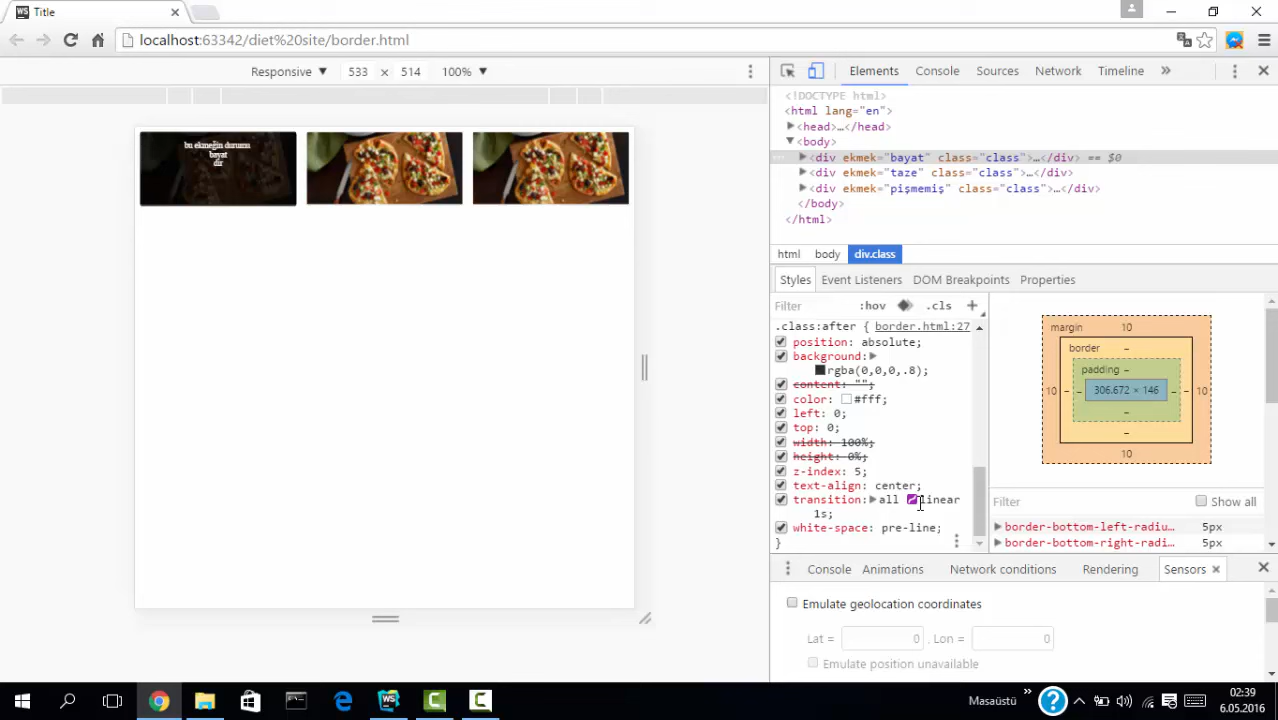 Title
localhost:63342/diet%20site/border.html
Responsive ▼ 533 × 514 100% ▼
Elements Console Sources Network Timeline »
bu ekmeğin durumu
bayat
dir
<!DOCTYPE html>
<html lang="en">
▶<head>…</head>
▼<body>
… ▶<div ekmek="bayat" class="class">…</div> == $0
▶<div ekmek="taze" class="class">…</div>
▶<div ekmek="pişmemiş" class="class">…</div>
</body>
</html>
html body div.class
Styles Event Listeners DOM Breakpoints Properties
Filter :hov .cls +
.class:after { border.html:27
position: absolute;
background:▶
rgba(0,0,0,.8);
content: "";
color: #fff;
left: 0;
top: 0;
width: 100%;
height: 0%;
z-index: 5;
text-align: center;
transition:▶all linear
1s;
white-space: pre-line;
}
margin 10
border –
padding –
10 – – 306.672 × 146 – – 10
–
–
10
Filter Show all
▶border-bottom-left-radiu… 5px
▶border-bottom-right-radi… 5px
Console Animations Network conditions Rendering Sensors ×
Emulate geolocation coordinates
Lat = 0 , Lon = 0
Emulate position unavailable
Masaüstü »
02:39
6.05.2016